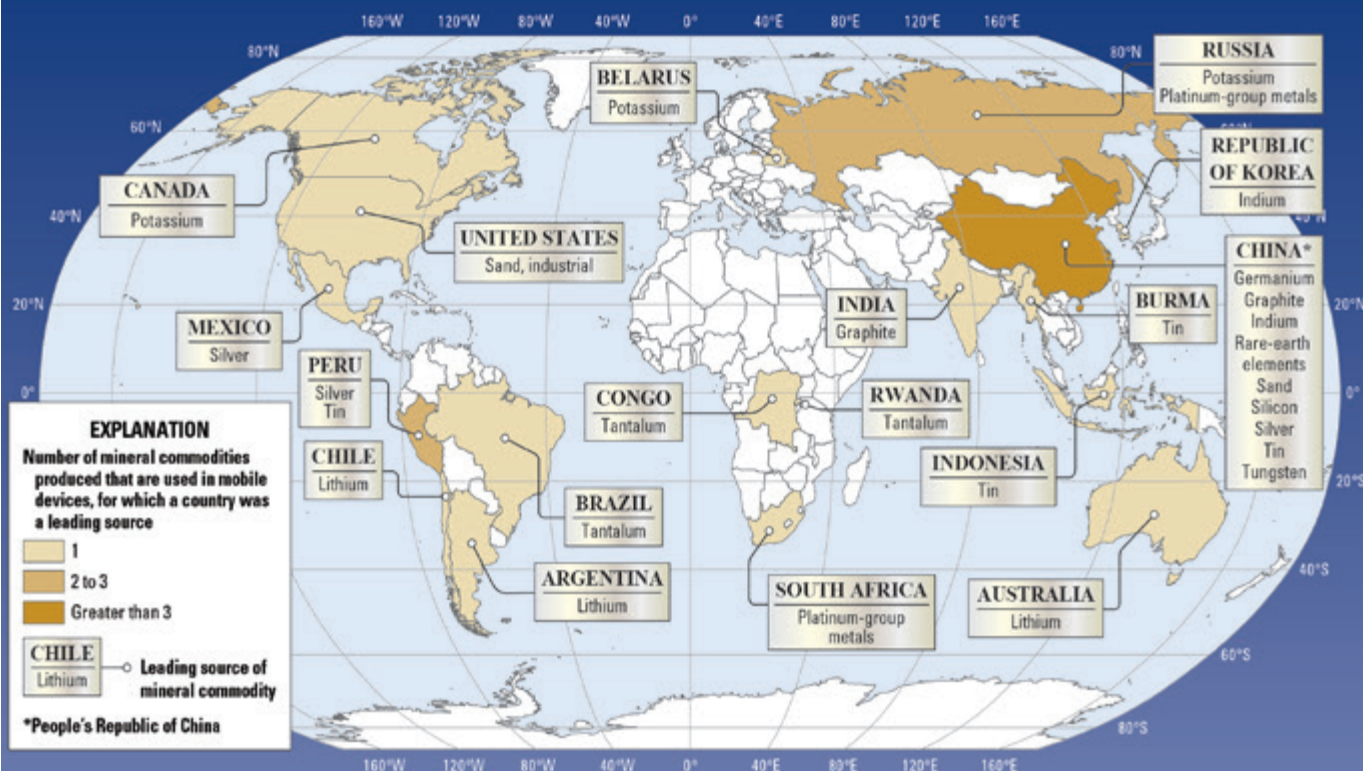 160°W 120°W 80°W 40°W 0° 40°E 80°E 120°E 160°E
80°N
80°N
RUSSIA
Potassium
Platinum-group metals
BELARUS
Potassium
60°N
REPUBLIC
OF KOREA
Indium
CANADA
Potassium
40°N
UNITED STATES
Sand, industrial
CHINA*
Germanium
Graphite
Indium
Rare-earth
elements
Sand
Silicon
Silver
Tin
Tungsten
INDIA
Graphite
BURMA
Tin
20°N
20°N
MEXICO
Silver
PERU
Silver
Tin
CONGO
Tantalum
RWANDA
Tantalum
0°
0°
CHILE
Lithium
INDONESIA
Tin
20°S
BRAZIL
Tantalum
ARGENTINA
Lithium
SOUTH AFRICA
Platinum-group
metals
AUSTRALIA
Lithium
40°S
60°S
80°S
EXPLANATION
Number of mineral commodities
produced that are used in mobile
devices, for which a country was
a leading source
1
2 to 3
Greater than 3
CHILE
Lithium
Leading source of
mineral commodity
*People's Republic of China
160°W 120°W 80°W 40°W 0° 40°E 80°E 120°E 160°E